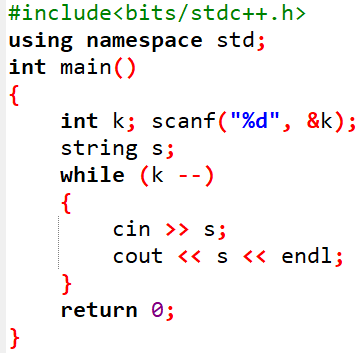 #include<bits/stdc++.h>
using namespace std;
int main()
{
    int k; scanf("%d", &k);
    string s;
    while (k --)
    {
        cin >> s;
        cout << s << endl;
    }
    return 0;
}